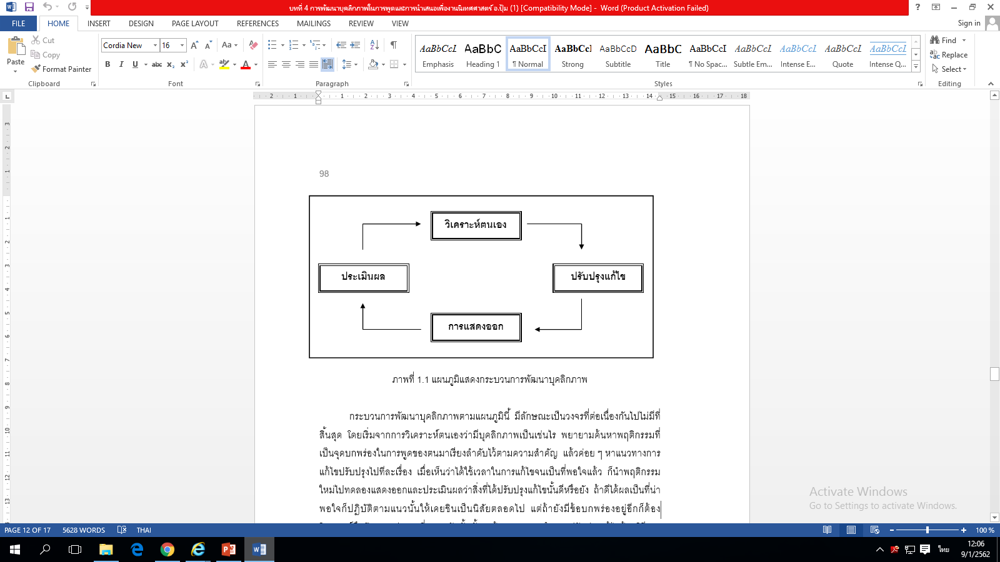 บทที่ 4 การพัฒนาบุคลิกภาพในการพูดและการนำเสนอเพื่องานนิเทศศาสตร์ อ.ปุ้ม (1) [Compatibility Mode] - Word (Product Activation Failed)
FILE HOME INSERT DESIGN PAGE LAYOUT REFERENCES MAILINGS REVIEW VIEW Sign in
Paste
Cut
Copy
Format Painter
Clipboard
Cordia New 16
Font
Paragraph
AaBbCcI AaBbC AaBbCcI AaBbCcI AaBbCcD AaBbC AaBbCcI AaBbCcI AaBbCcI AaBbCcI AaBbCcI
Emphasis Heading 1 ¶ Normal Strong Subtitle Title ¶ No Spac... Subtle Em... Intense E... Quote Intense Q...
Styles
Find
Replace
Select
Editing
2 1 1 2 3 4 5 6 7 8 9 10 11 12 13 14 15 16 17 18
98
วิเคราะห์ตนเอง
ประเมินผล
ปรับปรุงแก้ไข
การแสดงออก
ภาพที่ 1.1 แผนภูมิแสดงกระบวนการพัฒนาบุคลิกภาพ
กระบวนการพัฒนาบุคลิกภาพตามแผนภูมินี้ มีลักษณะเป็นวงจรที่ต่อเนื่องกันไปไม่มีที่
สิ้นสุด โดยเริ่มจากการวิเคราะห์ตนเองว่ามีบุคลิกภาพเป็นเช่นไร พยายามค้นหาพฤติกรรมที่
เป็นจุดบกพร่องในการพูดของตนมาเรียงลำดับไว้ตามความสำคัญ แล้วค่อย ๆ หาแนวทางการ
แก้ไขปรับปรุงไปทีละเรื่อง เมื่อเห็นว่าได้ใช้เวลาในการแก้ไขจนเป็นที่พอใจแล้ว ก็นำพฤติกรรม
ใหม่ไปทดลองแสดงออกและประเมินผลว่าสิ่งที่ได้ปรับปรุงแก้ไขนั้นดีหรือยัง ถ้าดีได้ผลเป็นที่น่า
พอใจก็ปฏิบัติตามแนวนั้นให้เคยชินเป็นนิสัยตลอดไป แต่ถ้ายังมีข้อบกพร่องอยู่อีกก็ต้อง
Activate Windows
Go to Settings to activate Windows.
PAGE 12 OF 17 5628 WORDS THAI 100 %
ไทย
12:06
9/1/2562